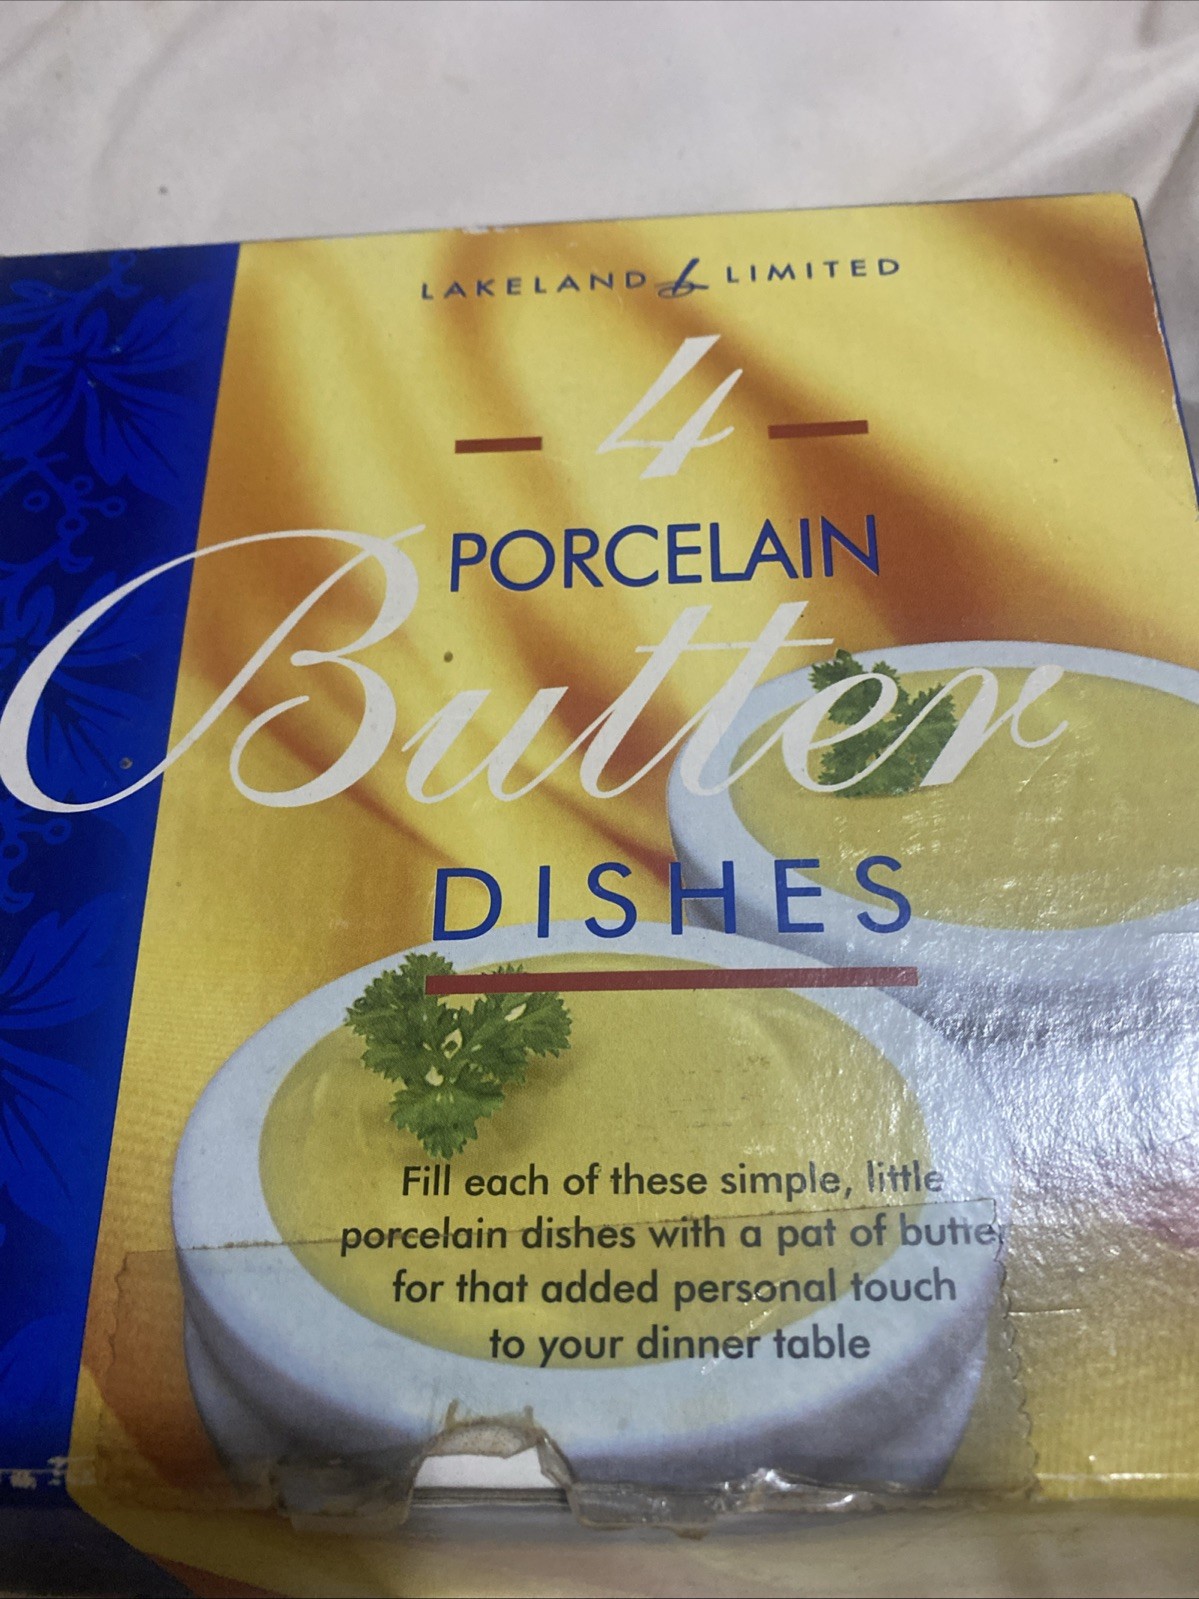 LAKELAND LIMITED
4
PORCELAIN
Butter
DISHES
Fill each of these simple, little
porcelain dishes with a pat of butter
for that added personal touch
to your dinner table